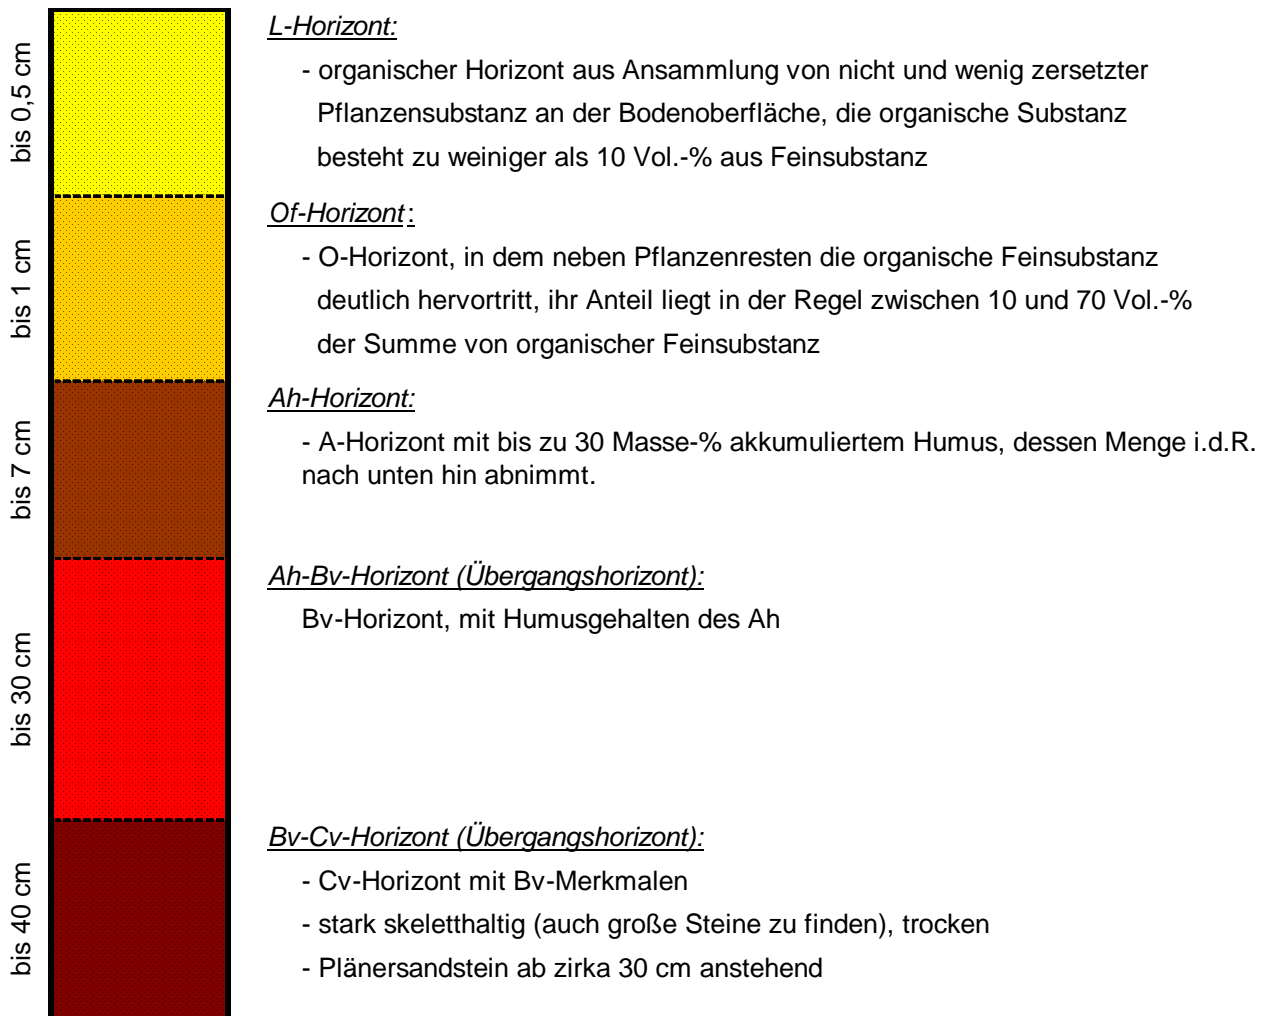 bis 0,5 cm
L-Horizont:
- organischer Horizont aus Ansammlung von nicht und wenig zersetzter
Pflanzensubstanz an der Bodenoberfläche, die organische Substanz
besteht zu weiniger als 10 Vol.-% aus Feinsubstanz
bis 1 cm
Of-Horizont:
- O-Horizont, in dem neben Pflanzenresten die organische Feinsubstanz
deutlich hervortritt, ihr Anteil liegt in der Regel zwischen 10 und 70 Vol.-%
der Summe von organischer Feinsubstanz
bis 7 cm
Ah-Horizont:
- A-Horizont mit bis zu 30 Masse-% akkumuliertem Humus, dessen Menge i.d.R.
nach unten hin abnimmt.
bis 30 cm
Ah-Bv-Horizont (Übergangshorizont):
Bv-Horizont, mit Humusgehalten des Ah
bis 40 cm
Bv-Cv-Horizont (Übergangshorizont):
- Cv-Horizont mit Bv-Merkmalen
- stark skeletthaltig (auch große Steine zu finden), trocken
- Plänersandstein ab zirka 30 cm anstehend